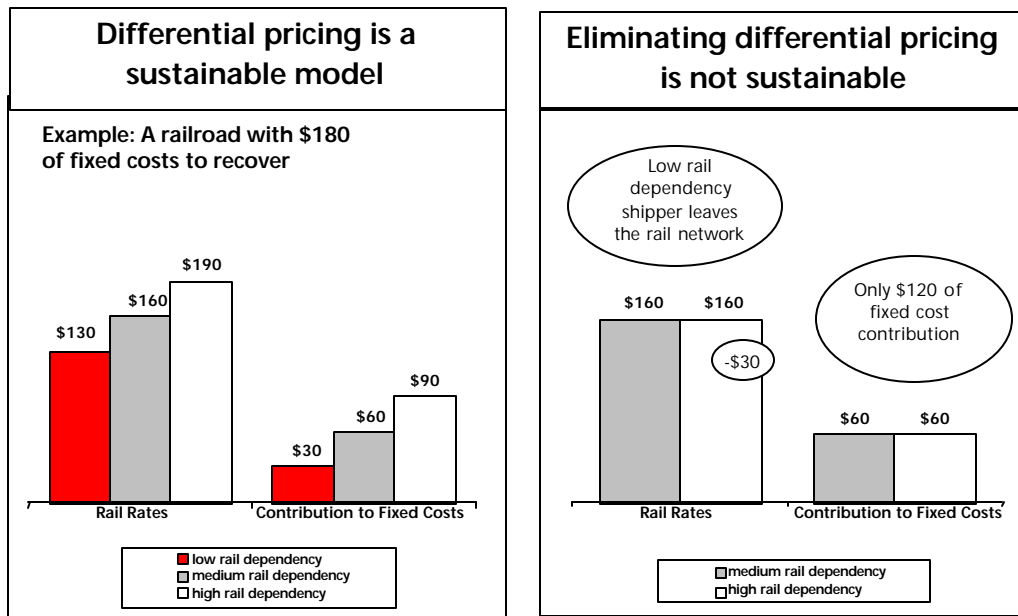 Differential pricing is a
sustainable model
Example: A railroad with $180
of fixed costs to recover
$130
$160
$190
$30
$60
$90
Rail Rates
Contribution to Fixed Costs
low rail dependency
medium rail dependency
high rail dependency
Eliminating differential pricing
is not sustainable
Low rail
dependency
shipper leaves
the rail network
Only $120 of
fixed cost
contribution
$160
$160
-$30
$60
$60
Rail Rates
Contribution to Fixed Costs
medium rail dependency
high rail dependency